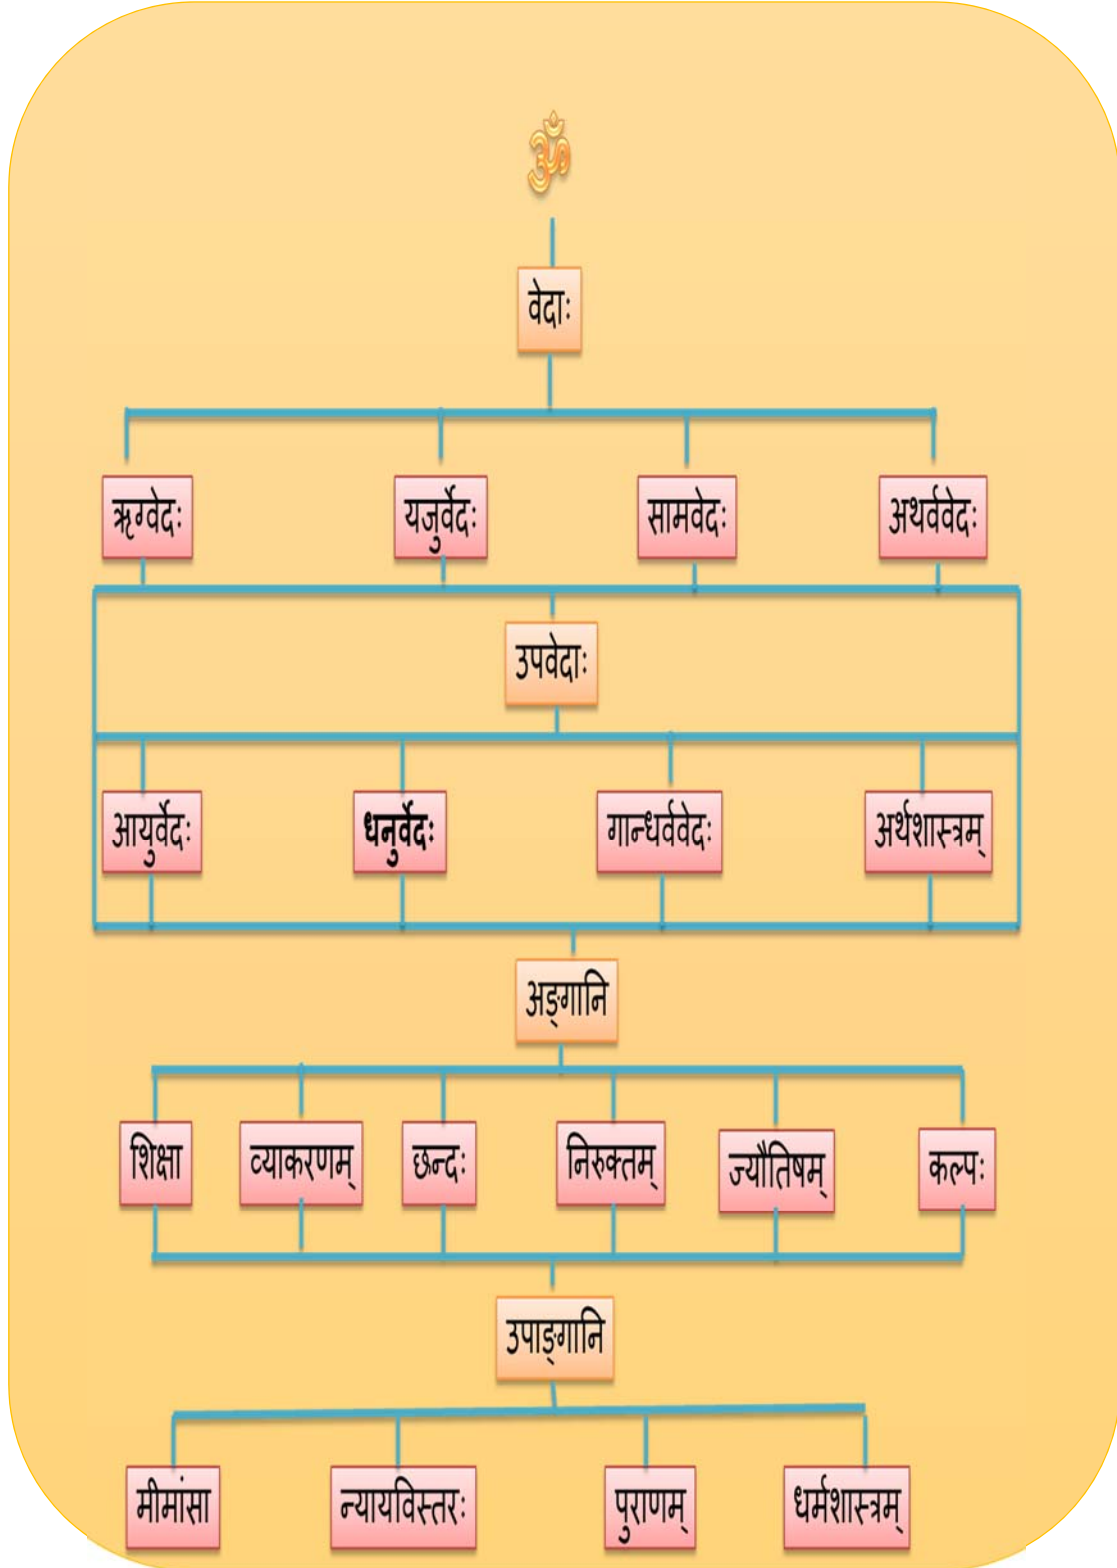 ॐ
वेदाः
ऋग्वेदः यजुर्वेदः सामवेदः अथर्ववेदः
उपवेदाः
आयुर्वेदः धनुर्वेदः गान्धर्ववेदः अर्थशास्त्रम्
अङ्गानि
शिक्षा व्याकरणम् छन्दः निरुक्तम् ज्यौतिषम् कल्पः
उपाङ्गानि
मीमांसा न्यायविस्तरः पुराणम् धर्मशास्त्रम्